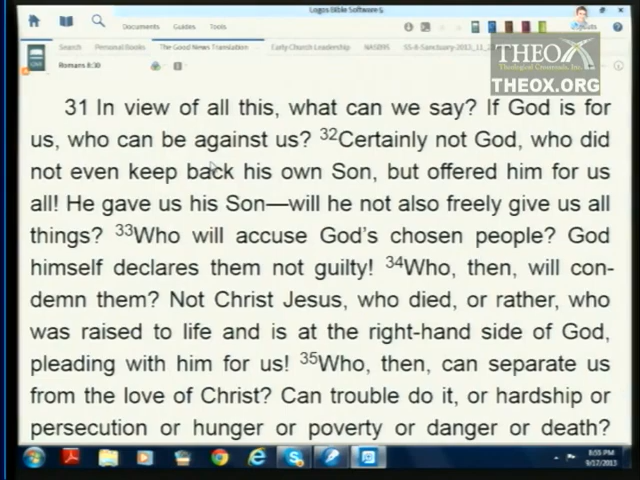 Logos Bible Software 5
Documents Guides Tools
Search Personal Books The Good News Translation Early Church Leadership NASB95
Romans 8:30
THEOX
Theological Crossroads, Inc.
THEOX.ORG
31 In view of all this, what can we say? If God is for
us, who can be against us? 32Certainly not God, who did
not even keep back his own Son, but offered him for us
all! He gave us his Son—will he not also freely give us all
things? 33Who will accuse God's chosen people? God
himself declares them not guilty! 34Who, then, will con-
demn them? Not Christ Jesus, who died, or rather, who
was raised to life and is at the right-hand side of God,
pleading with him for us! 35Who, then, can separate us
from the love of Christ? Can trouble do it, or hardship or
persecution or hunger or poverty or danger or death?
8:55 PM
9/17/2013